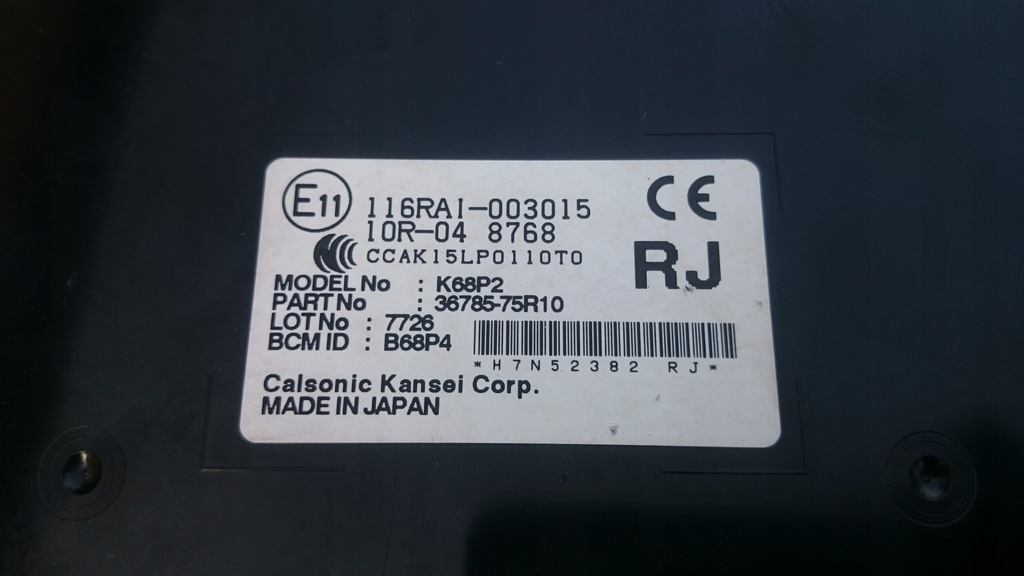 E11 116RAI-003015 CE
10R-04 8768
CCAK15LP0110T0 RJ
MODEL No : K68P2
PART No : 36785-75R10
LOT No : 7726
BCM ID : B68P4
*H7N52382 RJ*
Calsonic Kansei Corp.
MADE IN JAPAN